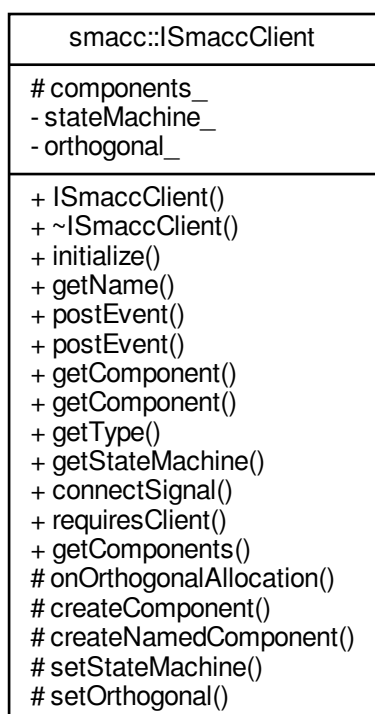 smacc::ISmaccClient
# components_
- stateMachine_
- orthogonal_
+ ISmaccClient()
+ ~ISmaccClient()
+ initialize()
+ getName()
+ postEvent()
+ postEvent()
+ getComponent()
+ getComponent()
+ getType()
+ getStateMachine()
+ connectSignal()
+ requiresClient()
+ getComponents()
# onOrthogonalAllocation()
# createComponent()
# createNamedComponent()
# setStateMachine()
# setOrthogonal()